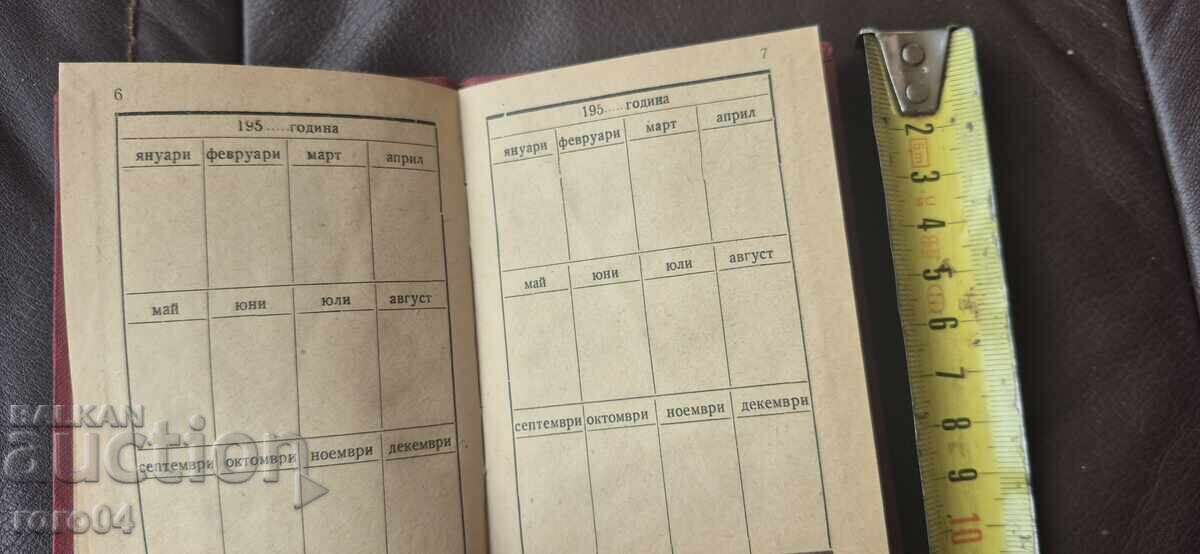 6
195.....година
януари февруари март април
май юни юли август
септември октомври ноември декември
7
195.....година
януари февруари март април
май юни юли август
септември октомври ноември декември
2
3
4
5
6
7
8
9
10
5m
BALKAN
auction
roro04